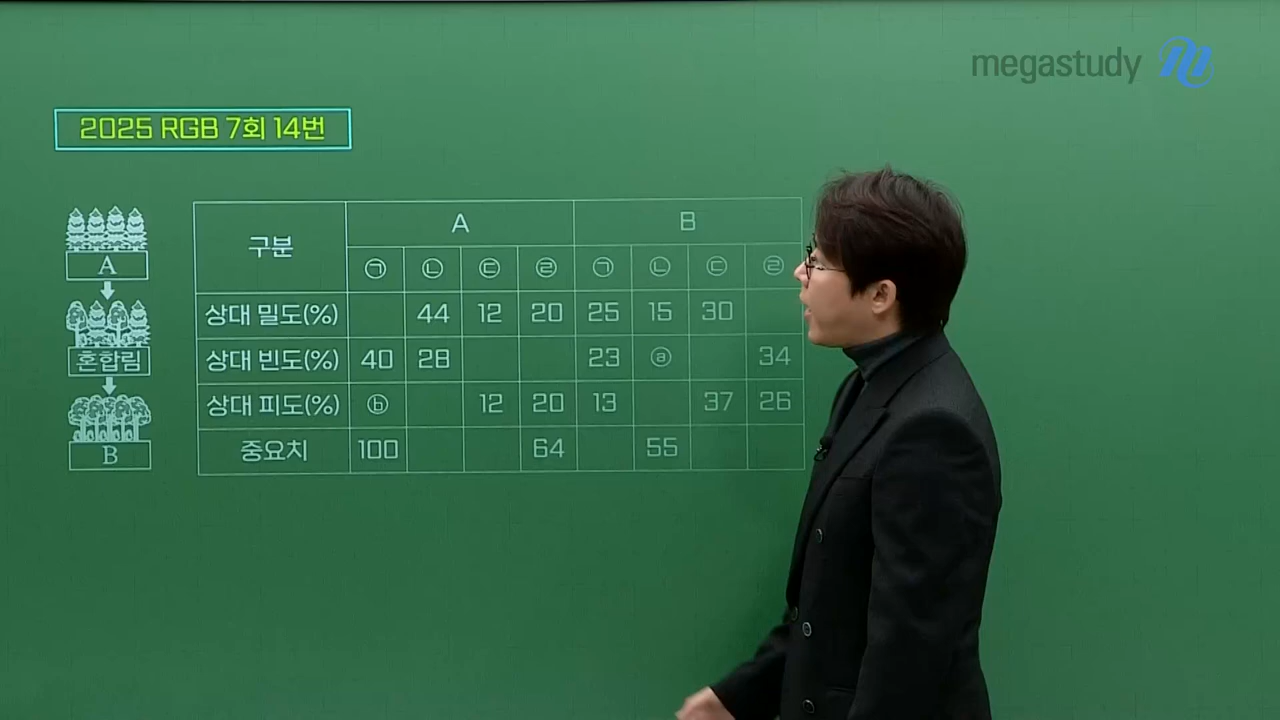 megastudy
2025 RGB 7회 14번
구분 A B
㉠ ㉡ ㉢ ㉣ ㉠ ㉡ ㉢ ㉣
상대 밀도(%) 44 12 20 25 15 30
상대 빈도(%) 40 28 23 ⓐ 34
상대 피도(%) ⓑ 12 20 13 37 26
중요치 100 64 55
A
혼합림
B